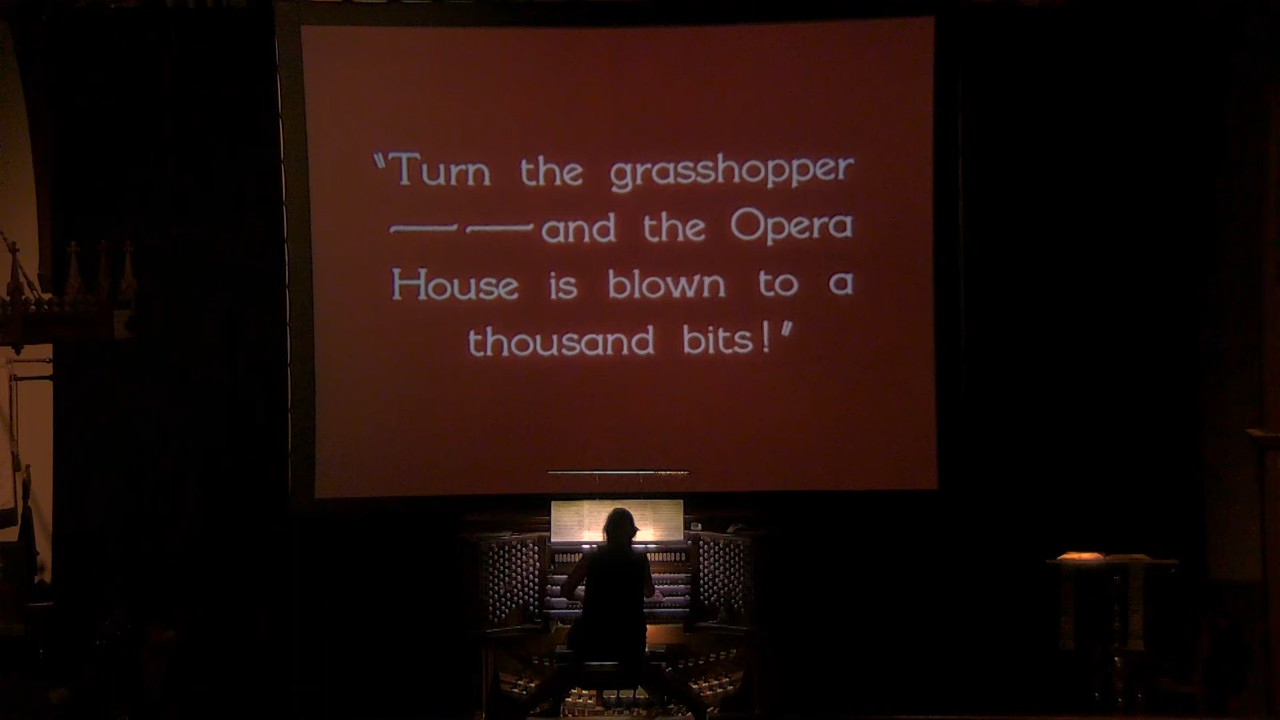 "Turn the grasshopper
— — and the Opera
House is blown to a
thousand bits!"